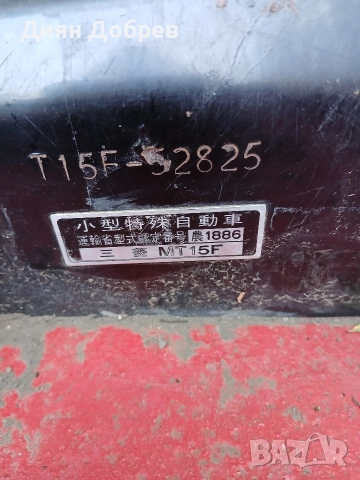 Диян Добрев
T15F-52825
小型特殊自動車
運輸省型式認定番号 農1886
三菱 MT15F
BAZAR